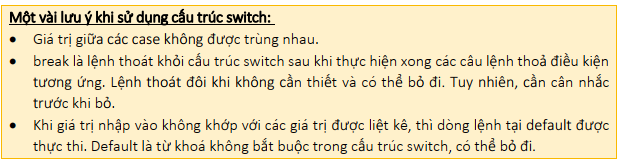 Một vài lưu ý khi sử dụng cấu trúc switch:
• Giá trị giữa các case không được trùng nhau.
• break là lệnh thoát khỏi cấu trúc switch sau khi thực hiện xong các câu lệnh thoả điều kiện
tương ứng. Lệnh thoát đôi khi không cần thiết và có thể bỏ đi. Tuy nhiên, cần cân nhắc
trước khi bỏ.
• Khi giá trị nhập vào không khớp với các giá trị được liệt kê, thì dòng lệnh tại default được
thực thi. Default là từ khoá không bắt buộc trong cấu trúc switch, có thể bỏ đi.